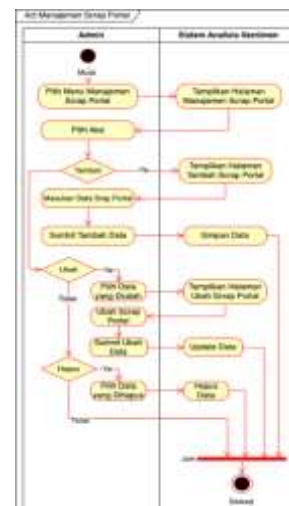 Act Manajemen Scrap Portal
Admin
Sistem Analisis Sentimen
Mulai
Pilih Menu Manajemen
Scrap Portal
Tampilkan Halaman
Manajemen Scrap Portal
Pilih Aksi
Tambah
Ya
Tampilkan Halaman
Tambah Scrap Portal
Masukan Data Srap Portal
Sumbit Tambah Data
Simpan Data
Ubah
Ya
Tidak
Pilih Data
yang Diubah
Tampilkan Halaman
Ubah Scrap Portal
Ubah Scrap
Portal
Submit Ubah
Data
Update Data
Hapus
Ya
Pilih Data
yang Dihapus
Hapus
Data
Tidak
Join
Selesai